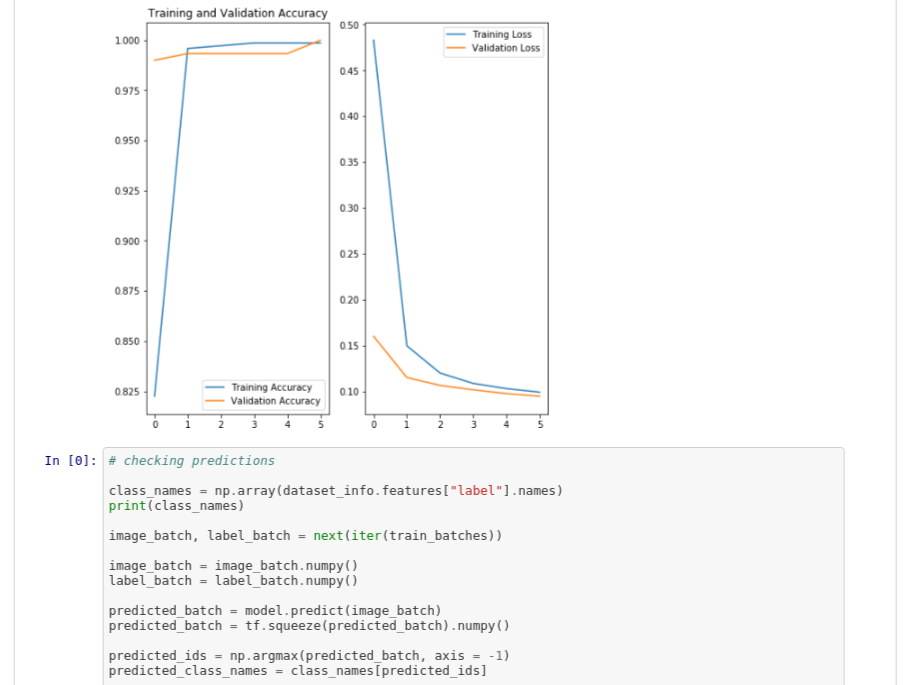 Training and Validation Accuracy
1.000
0.975
0.950
0.925
0.900
0.875
0.850
0.825
0 1 2 3 4 5
Training Accuracy
Validation Accuracy
0.50
0.45
0.40
0.35
0.30
0.25
0.20
0.15
0.10
0 1 2 3 4 5
Training Loss
Validation Loss
In [0]:
# checking predictions
class_names = np.array(dataset_info.features["label"].names)
print(class_names)
image_batch, label_batch = next(iter(train_batches))
image_batch = image_batch.numpy()
label_batch = label_batch.numpy()
predicted_batch = model.predict(image_batch)
predicted_batch = tf.squeeze(predicted_batch).numpy()
predicted_ids = np.argmax(predicted_batch, axis = -1)
predicted_class_names = class_names[predicted_ids]